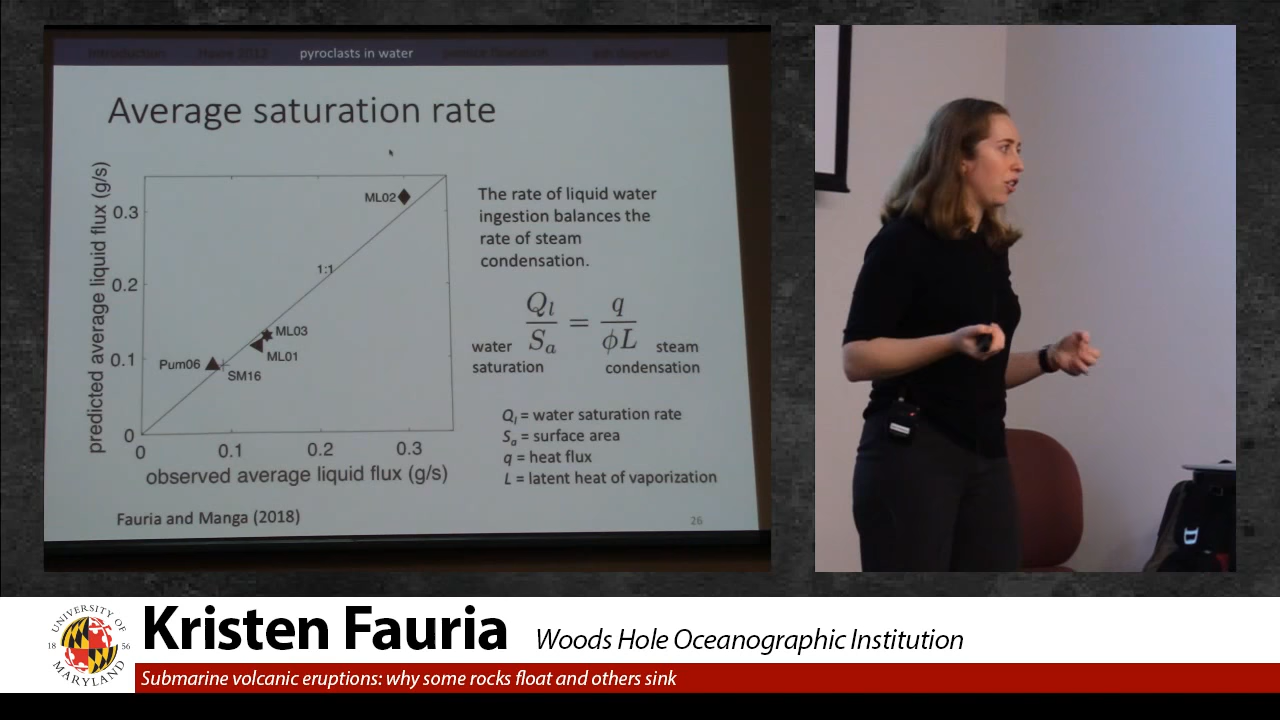 Introduction Havre 2012 pyroclasts in water pumice floatation ash dispersal
Average saturation rate
predicted average liquid flux (g/s)
0.3
0.2
0.1
0
0 0.1 0.2 0.3
observed average liquid flux (g/s)
ML02
1:1
ML03
ML01
Pum06
SM16
The rate of liquid water
ingestion balances the
rate of steam
condensation.
Q_l / S_a = q / ϕL
water
saturation
steam
condensation
Q_l = water saturation rate
S_a = surface area
q = heat flux
L = latent heat of vaporization
Fauria and Manga (2018)
26
UNIVERSITY OF
18 56
MARYLAND
Kristen Fauria Woods Hole Oceanographic Institution
Submarine volcanic eruptions: why some rocks float and others sink